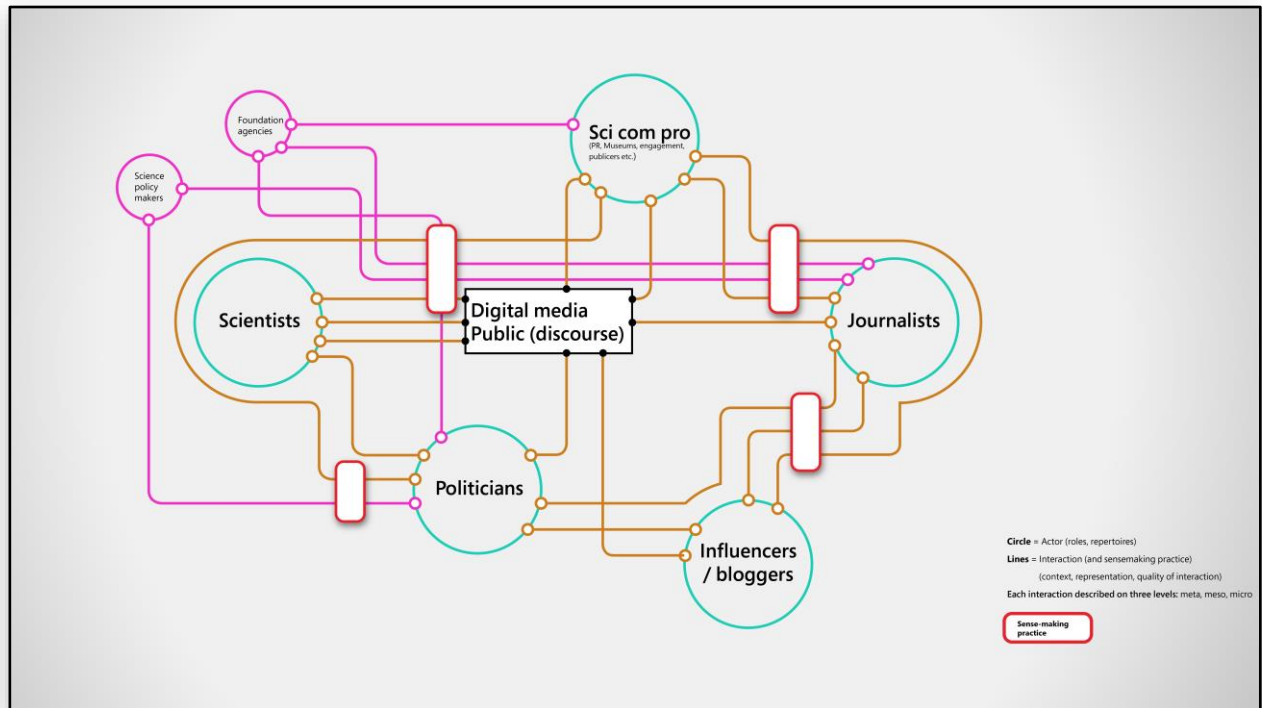 Foundation
agencies
Science
policy
makers
Sci com pro
(PR, Museums, engagement,
publicers etc.)
Scientists
Digital media
Public (discourse)
Journalists
Politicians
Influencers
/ bloggers
Circle = Actor (roles, repertoires)
Lines = Interaction (and sensemaking practice)
(context, representation, quality of interaction)
Each interaction described on three levels: meta, meso, micro
Sense-making
practice